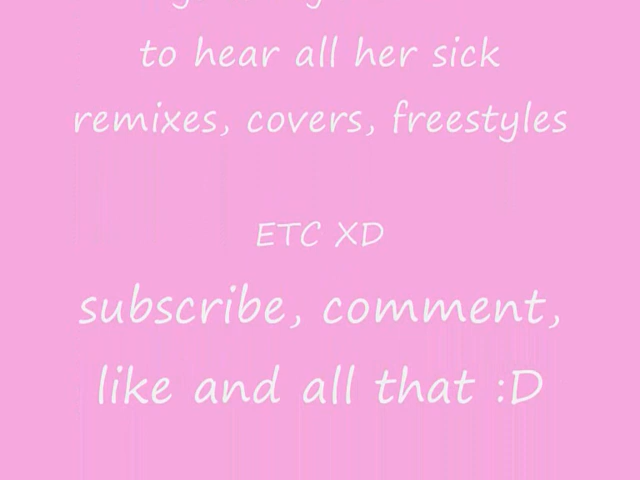 to hear all her sick
remixes, covers, freestyles
ETC XD
subscribe, comment,
like and all that :D